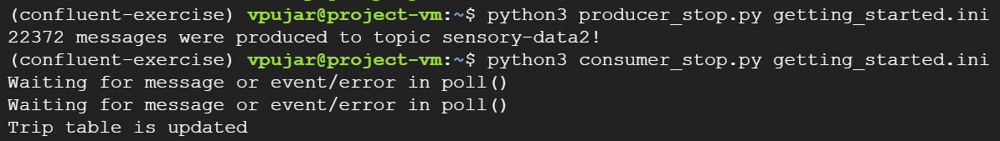 (confluent-exercise) vpujar@project-vm:~$ python3 producer_stop.py getting_started.ini
22372 messages were produced to topic sensory-data2!
(confluent-exercise) vpujar@project-vm:~$ python3 consumer_stop.py getting_started.ini
Waiting for message or event/error in poll()
Waiting for message or event/error in poll()
Trip table is updated